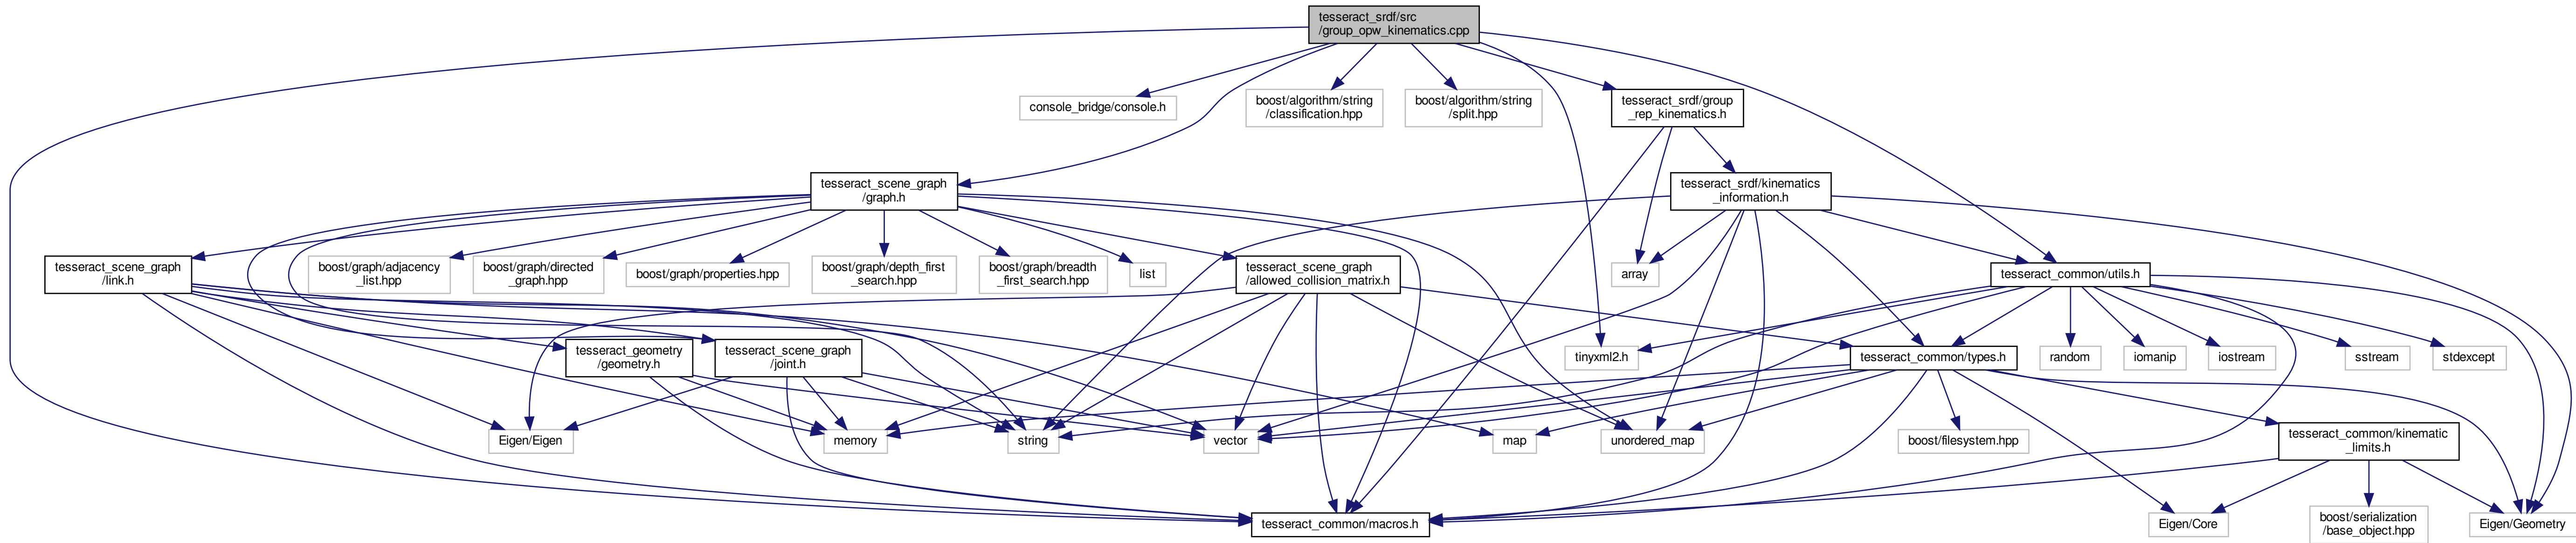 tesseract_srdf/src
/group_opw_kinematics.cpp
console_bridge/console.h
boost/algorithm/string
/classification.hpp
boost/algorithm/string
/split.hpp
tesseract_srdf/group
_rep_kinematics.h
tesseract_scene_graph
/graph.h
tesseract_srdf/kinematics
_information.h
tesseract_scene_graph
/link.h
boost/graph/adjacency
_list.hpp
boost/graph/directed
_graph.hpp
boost/graph/properties.hpp
boost/graph/depth_first
_search.hpp
boost/graph/breadth
_first_search.hpp
list
tesseract_scene_graph
/allowed_collision_matrix.h
array
tesseract_common/utils.h
tesseract_geometry
/geometry.h
tesseract_scene_graph
/joint.h
tinyxml2.h
tesseract_common/types.h
random
iomanip
iostream
sstream
stdexcept
Eigen/Eigen
memory
string
vector
map
unordered_map
boost/filesystem.hpp
tesseract_common/kinematic
_limits.h
tesseract_common/macros.h
Eigen/Core
boost/serialization
/base_object.hpp
Eigen/Geometry